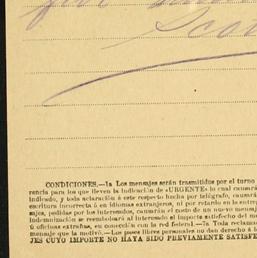 por
CONDICIONES.—1a Los mensajes serán trasmitidos por el turno
rencia para los que lleven la indicación de «URGENTE» lo cual causará
indicado, y toda aclaración á este respecto hecha por telégrafo, causará
escritura incorrecta ó en idiomas extranjeros, ni por retardo en la entre
sajes, pedidas por los interesados, causarán el costo de un nuevo mensaj
indemnización se reembolsará al interesado el importe satisfecho del me
ú oficinas extrañas, en conección con la red federal.—1a Toda reclama
mensaje que la motivó.—Los pases libres personales no dan derecho á l
JES CUYO IMPORTE NO HAYA SIDO PREVIAMENTE SATISFE